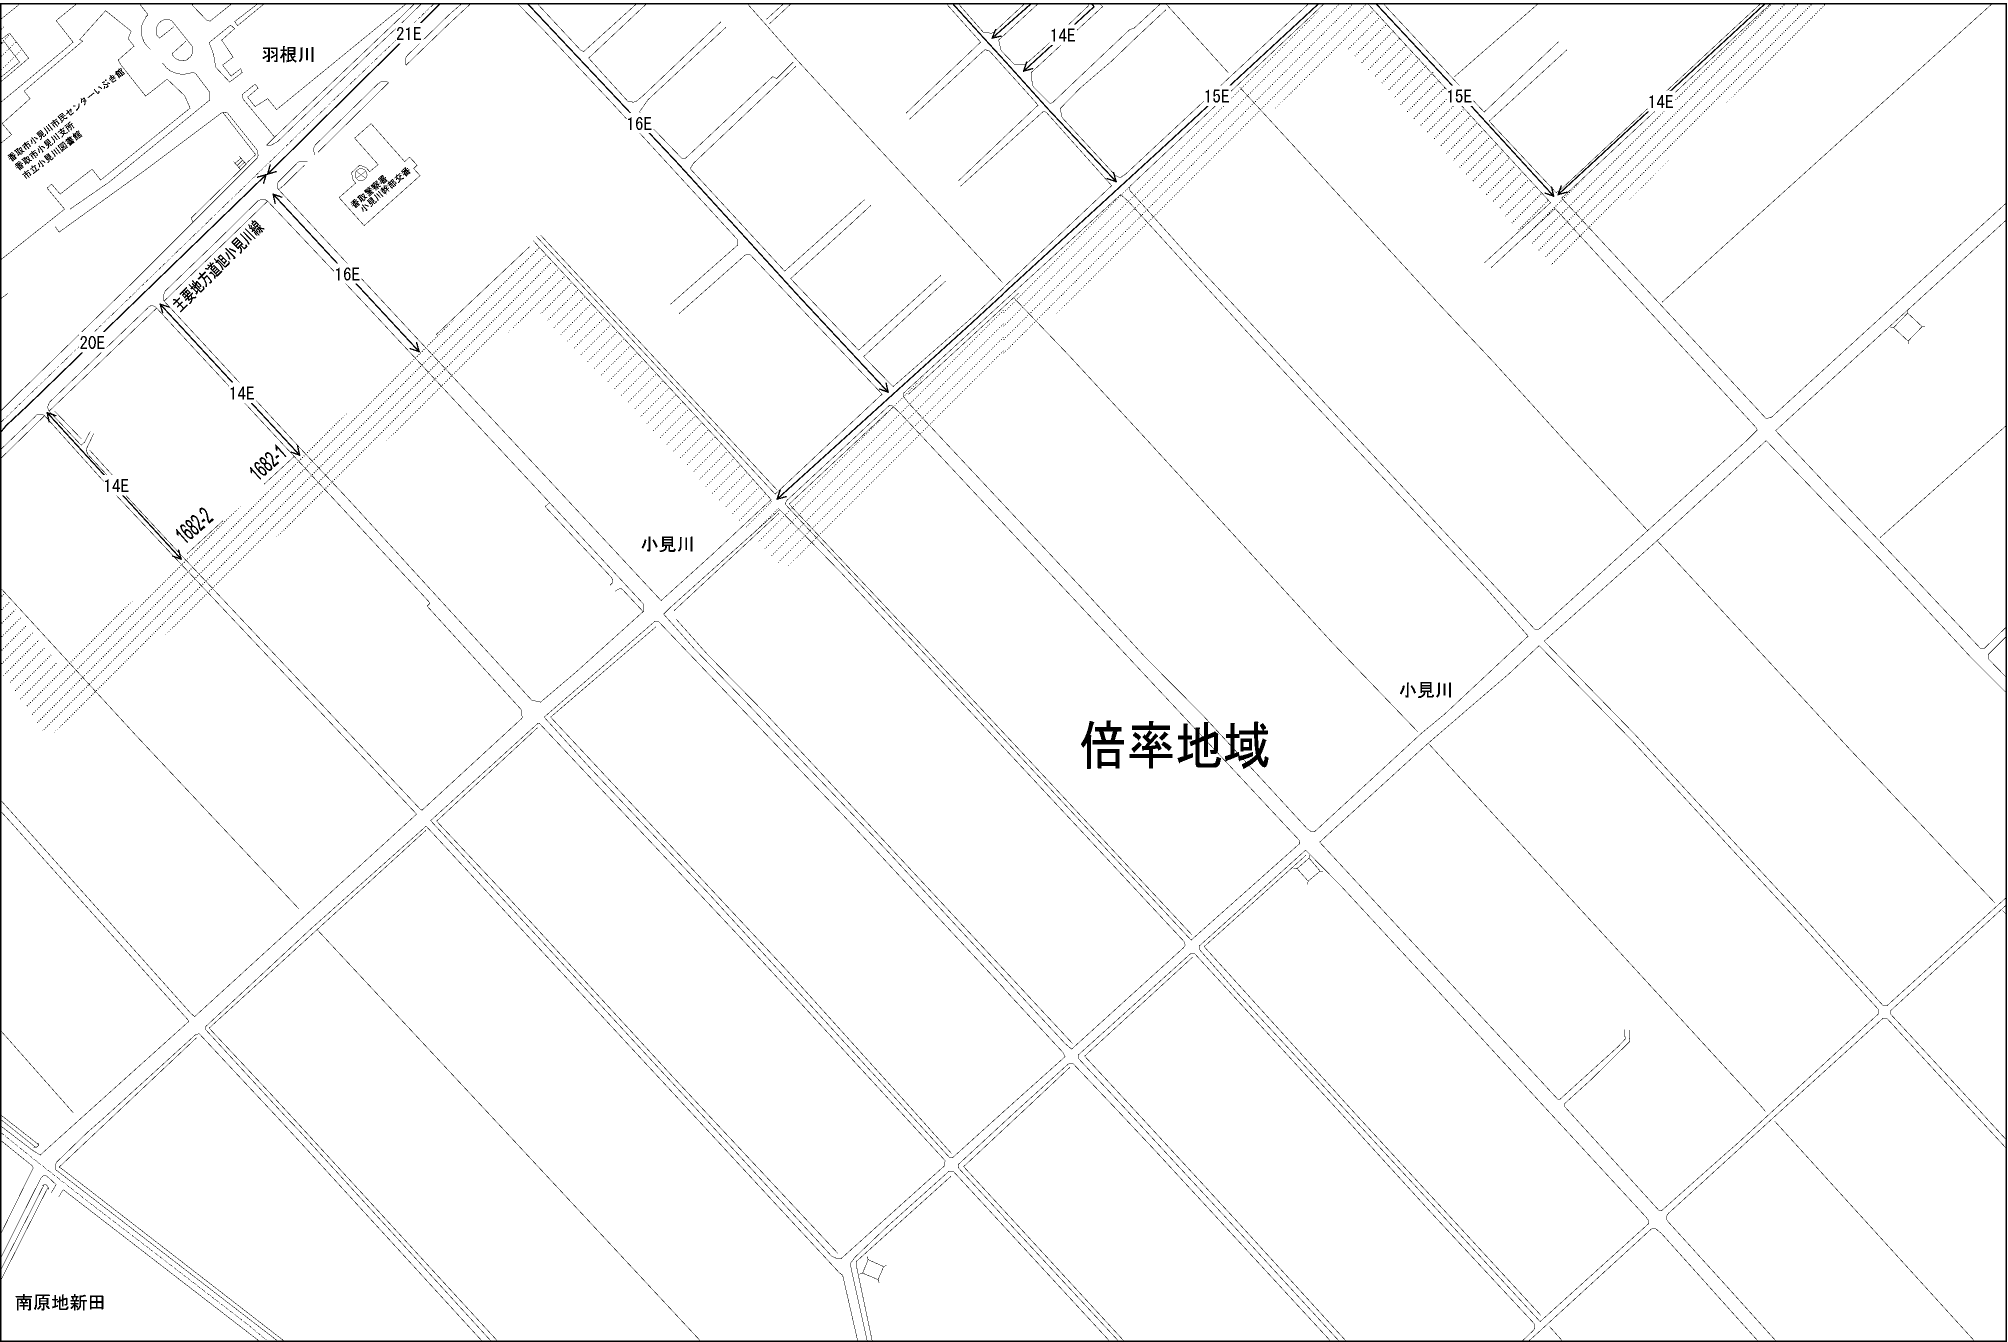 21E
羽根川
14E
15E
15E
14E
16E
香取市小見川市民センターいぶき館
香取市小見川支所
市立小見川図書館
香取警察署
小見川幹部交番
主要地方道旭小見川線
16E
20E
14E
1682-1
14E
1682-2
小見川
小見川
倍率地域
南原地新田